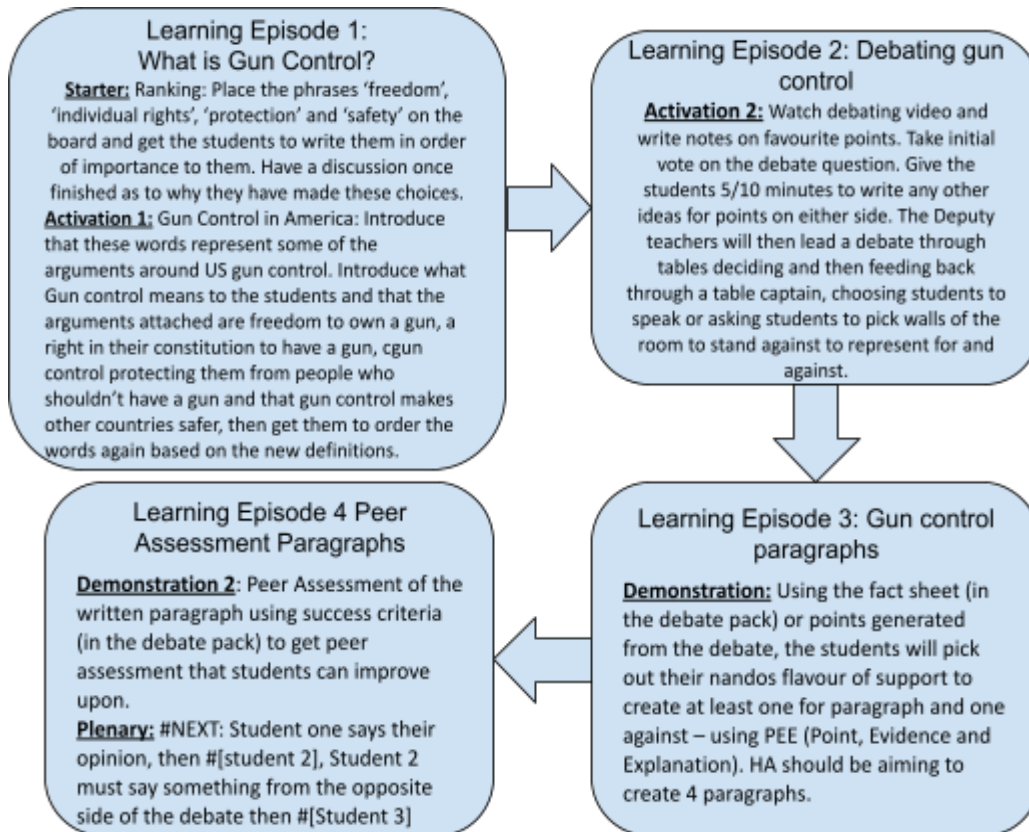 Learning Episode 1:
What is Gun Control?
Starter: Ranking: Place the phrases ‘freedom’,
‘individual rights’, ‘protection’ and ‘safety’ on the
board and get the students to write them in order
of importance to them. Have a discussion once
finished as to why they have made these choices.
Activation 1: Gun Control in America: Introduce
that these words represent some of the
arguments around US gun control. Introduce what
Gun control means to the students and that the
arguments attached are freedom to own a gun, a
right in their constitution to have a gun, cgun
control protecting them from people who
shouldn’t have a gun and that gun control makes
other countries safer, then get them to order the
words again based on the new definitions.
Learning Episode 2: Debating gun
control
Activation 2: Watch debating video and
write notes on favourite points. Take initial
vote on the debate question. Give the
students 5/10 minutes to write any other
ideas for points on either side. The Deputy
teachers will then lead a debate through
tables deciding and then feeding back
through a table captain, choosing students to
speak or asking students to pick walls of the
room to stand against to represent for and
against.
Learning Episode 3: Gun control
paragraphs
Demonstration: Using the fact sheet (in
the debate pack) or points generated
from the debate, the students will pick
out their nandos flavour of support to
create at least one for paragraph and one
against – using PEE (Point, Evidence and
Explanation). HA should be aiming to
create 4 paragraphs.
Learning Episode 4 Peer
Assessment Paragraphs
Demonstration 2: Peer Assessment of the
written paragraph using success criteria
(in the debate pack) to get peer
assessment that students can improve
upon.
Plenary: #NEXT: Student one says their
opinion, then #[student 2], Student 2
must say something from the opposite
side of the debate then #[Student 3]